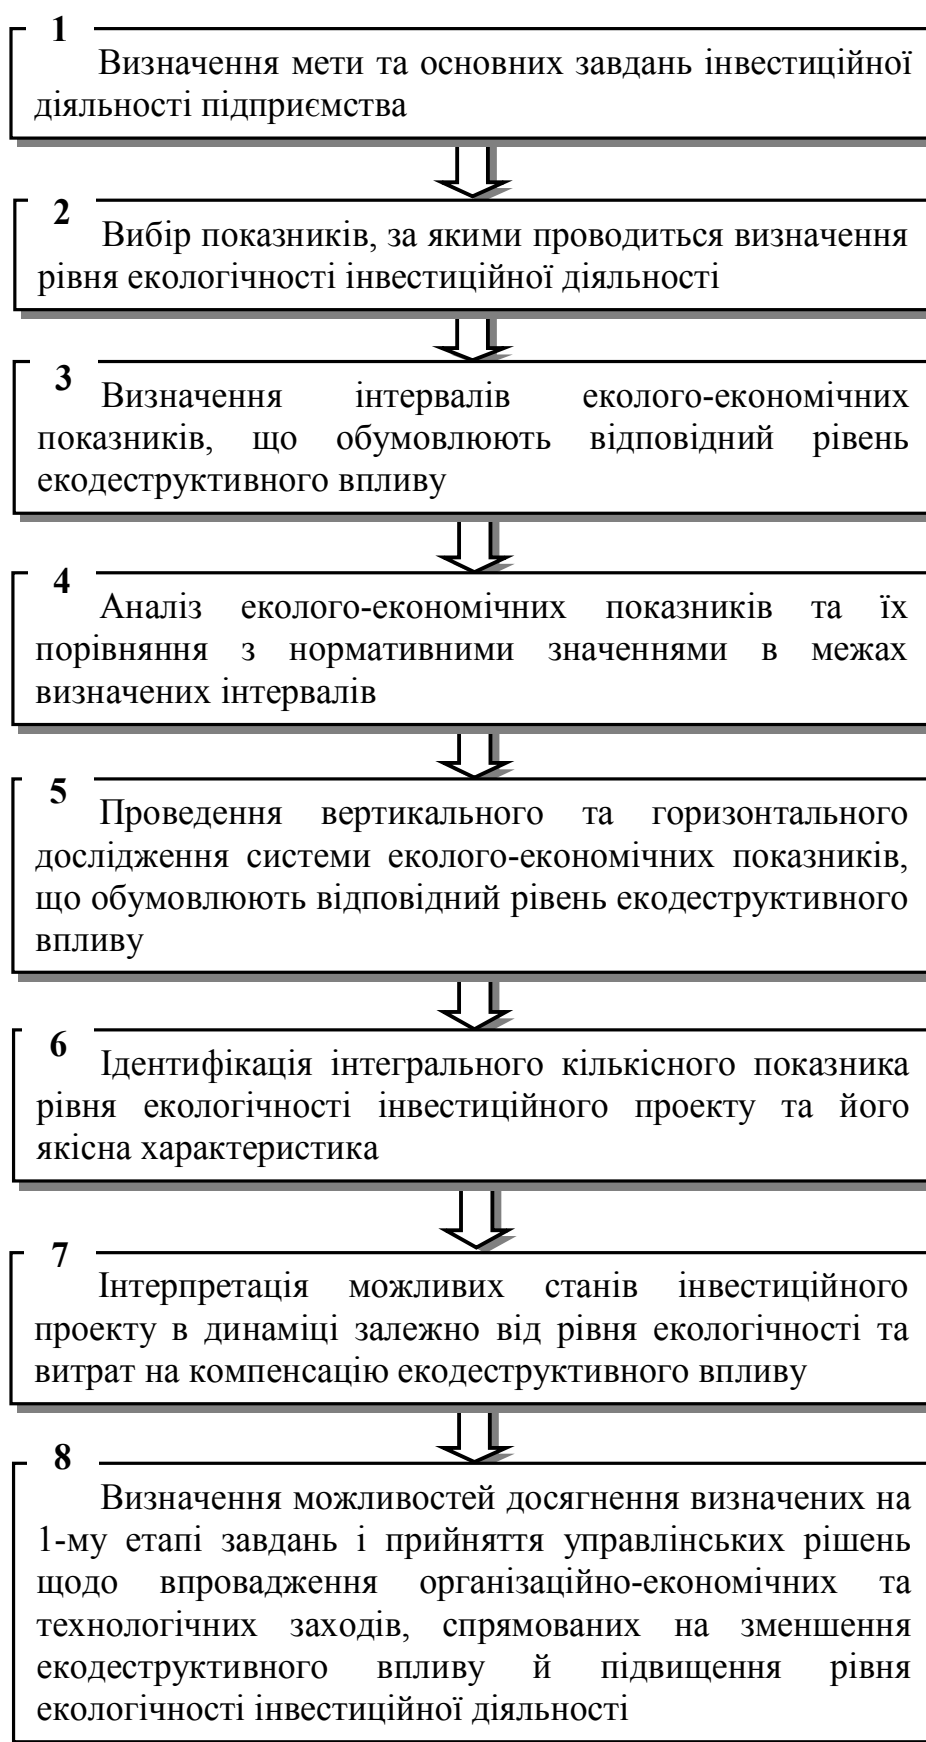 1
Визначення мети та основних завдань інвестиційної
діяльності підприємства
2
Вибір показників, за якими проводиться визначення
рівня екологічності інвестиційної діяльності
3
Визначення інтервалів еколого-економічних
показників, що обумовлюють відповідний рівень
екодеструктивного впливу
4
Аналіз еколого-економічних показників та їх
порівняння з нормативними значеннями в межах
визначених інтервалів
5
Проведення вертикального та горизонтального
дослідження системи еколого-економічних показників,
що обумовлюють відповідний рівень екодеструктивного
впливу
6
Ідентифікація інтегрального кількісного показника
рівня екологічності інвестиційного проекту та його
якісна характеристика
7
Інтерпретація можливих станів інвестиційного
проекту в динаміці залежно від рівня екологічності та
витрат на компенсацію екодеструктивного впливу
8
Визначення можливостей досягнення визначених на
1-му етапі завдань і прийняття управлінських рішень
щодо впровадження організаційно-економічних та
технологічних заходів, спрямованих на зменшення
екодеструктивного впливу й підвищення рівня
екологічності інвестиційної діяльності